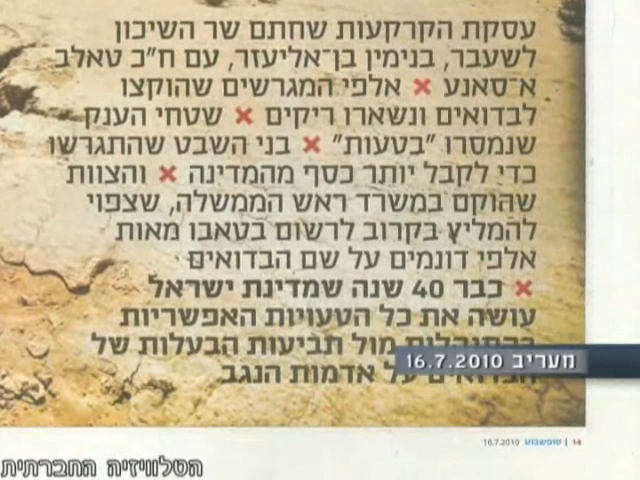 עסקת הקרקעות שחתם שר השיכון
לשעבר, בנימין בן־אליעזר, עם ח"כ טאלב
א־סאנע × אלפי המגרשים שהוקצו
לבדואים ונשארו ריקים × שטחי הענק
שנמסרו "בטעות" × בני השבט שהתגרשו
כדי לקבל יותר כסף מהמדינה × והצוות
שהוקם במשרד ראש הממשלה, שצפוי
להמליץ בקרוב לרשום בטאבו מאות
אלפי דונמים על שם הבדואים
× כבר 40 שנה שמדינת ישראל
עושה את כל הטעויות האפשריות
מול תביעות הבעלות של
על אדמות הנגב
מעריב 16.7.2010
14 | סופשבוע 16.7.2010
הטלוויזיה החברתית